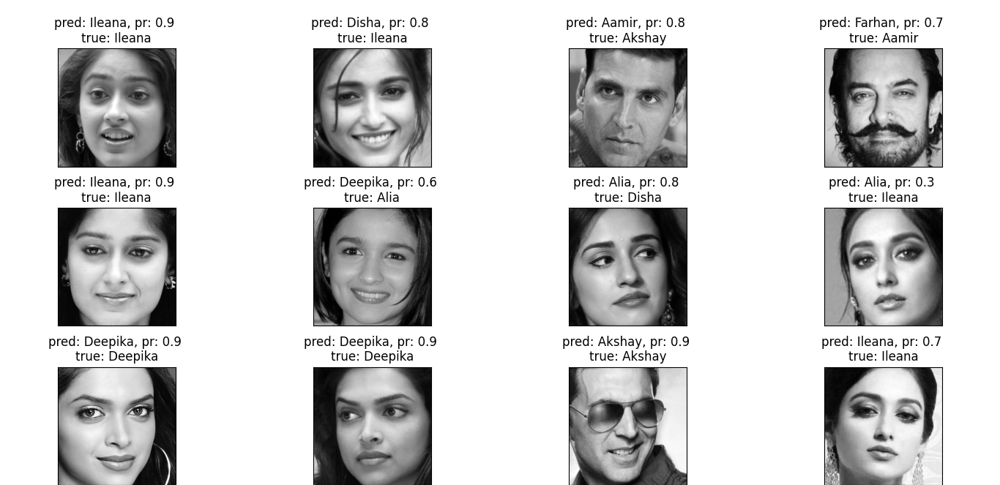 pred: Ileana, pr: 0.9
true: Ileana
pred: Disha, pr: 0.8
true: Ileana
pred: Aamir, pr: 0.8
true: Akshay
pred: Farhan, pr: 0.7
true: Aamir
pred: Ileana, pr: 0.9
true: Ileana
pred: Deepika, pr: 0.6
true: Alia
pred: Alia, pr: 0.8
true: Disha
pred: Alia, pr: 0.3
true: Ileana
pred: Deepika, pr: 0.9
true: Deepika
pred: Deepika, pr: 0.9
true: Deepika
pred: Akshay, pr: 0.9
true: Akshay
pred: Ileana, pr: 0.7
true: Ileana